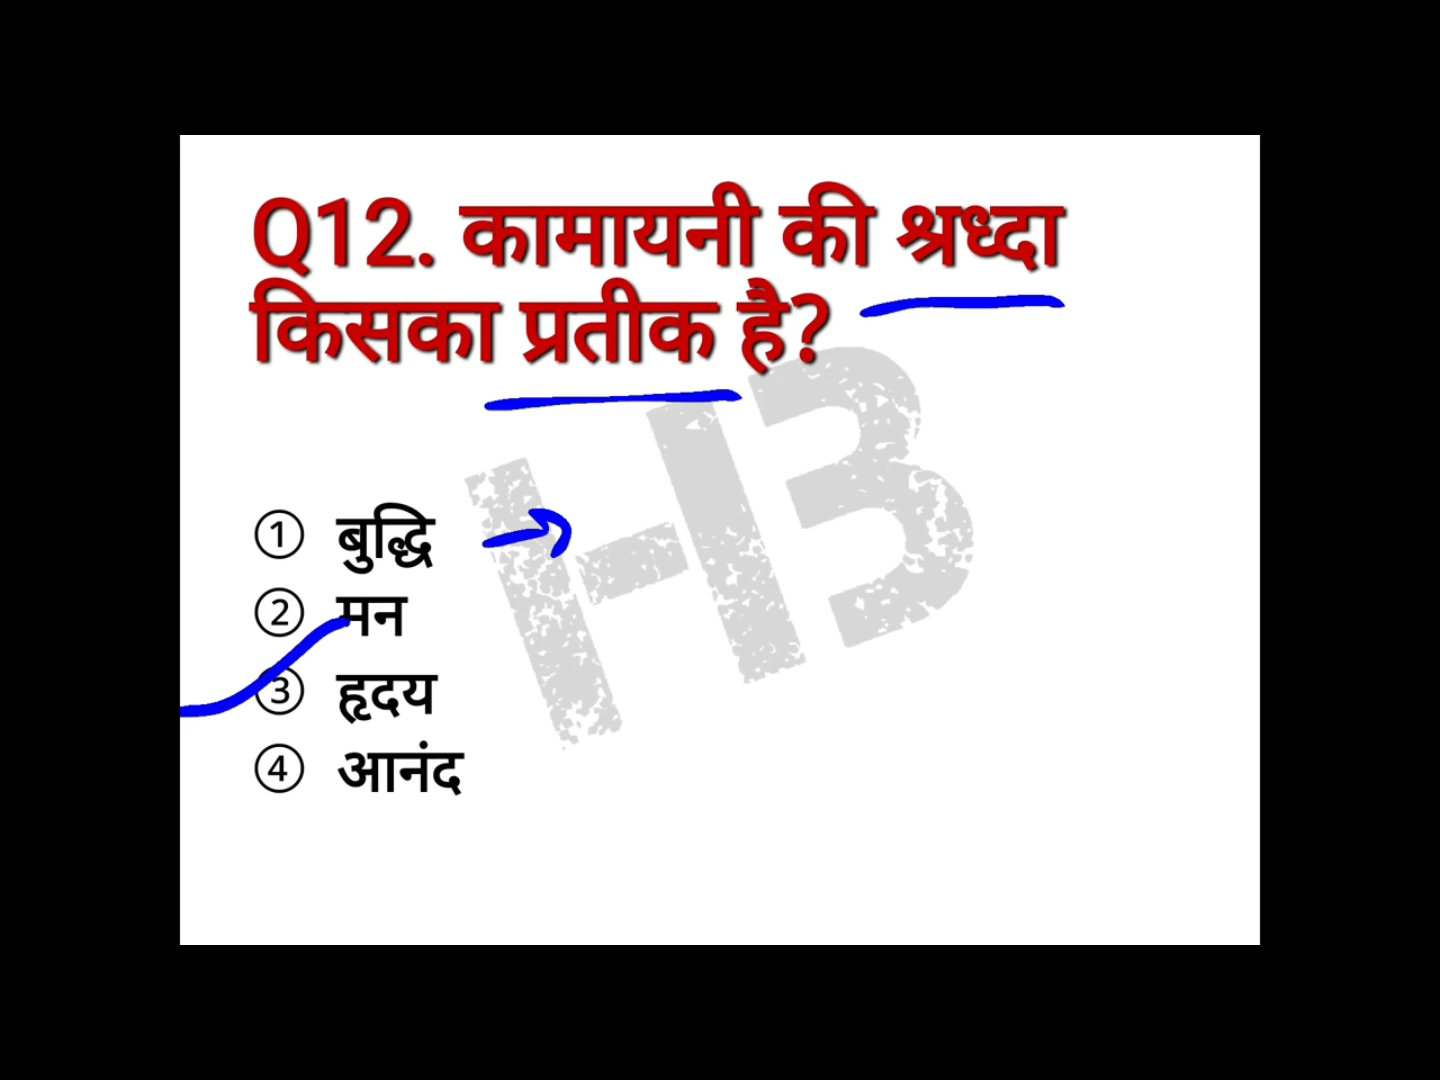 Q12. कामायनी की श्रध्दा
किसका प्रतीक है?
① बुद्धि
② मन
③ हृदय
④ आनंद
HB